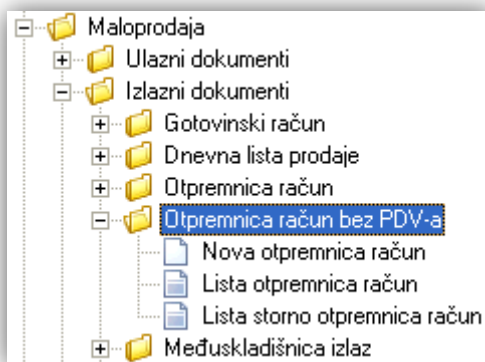 Maloprodaja
Ulazni dokumenti
Izlazni dokumenti
Gotovinski račun
Dnevna lista prodaje
Otpremnica račun
Otpremnica račun bez PDV-a
Nova otpremnica račun
Lista otpremnica račun
Lista storno otpremnica račun
Međuskladišnica izlaz